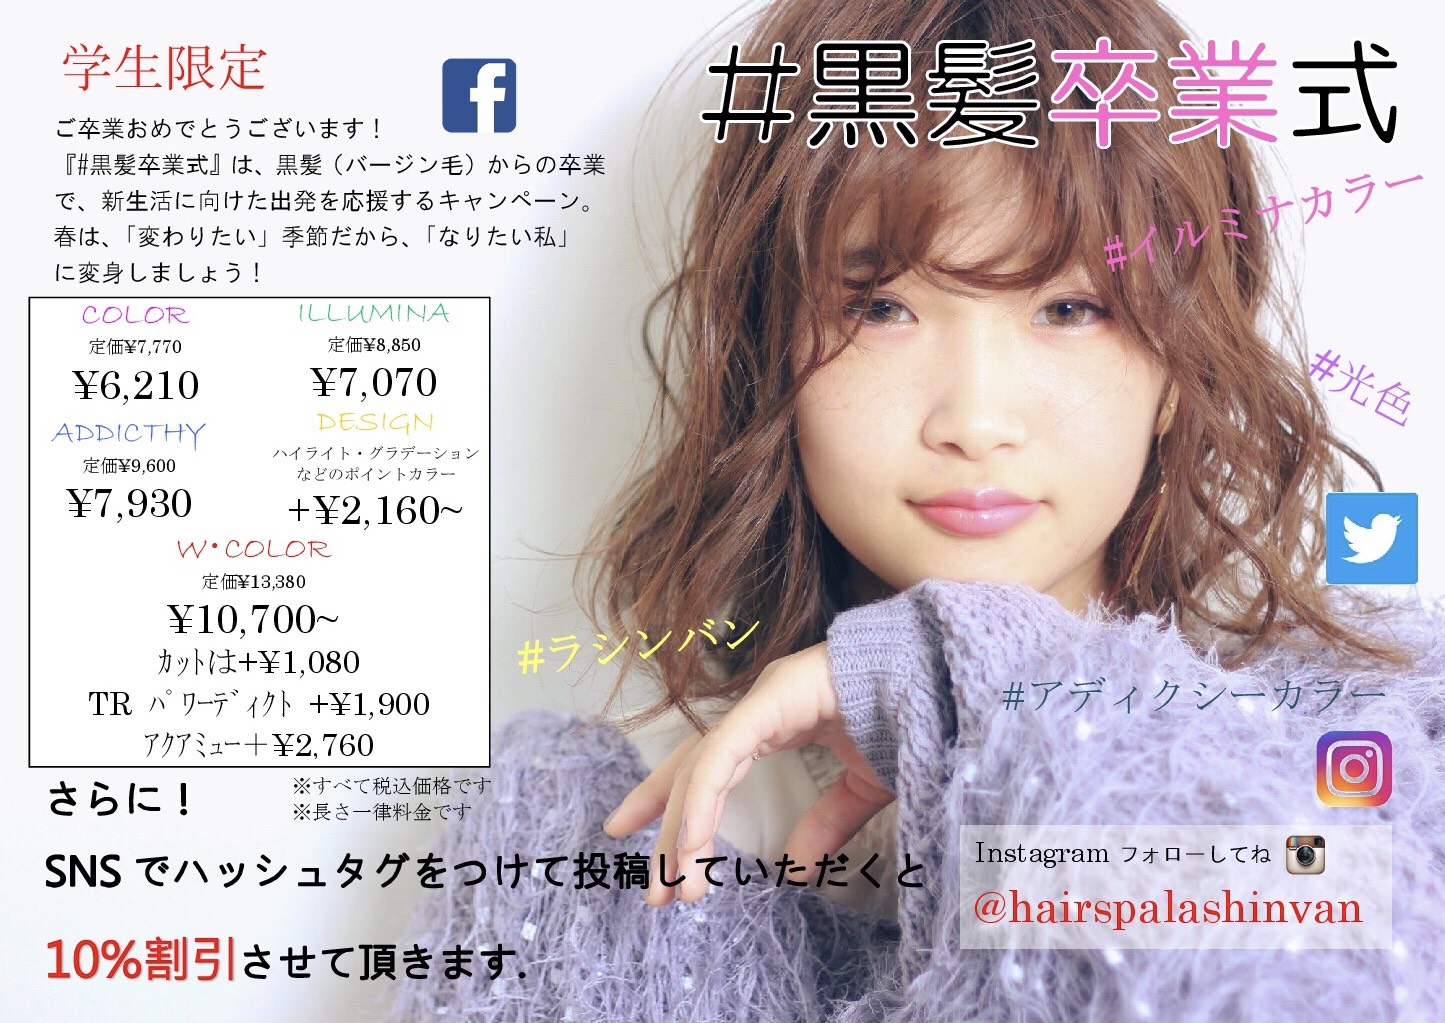 学生限定
#黒髪卒業式
ご卒業おめでとうございます！
『#黒髪卒業式』は、黒髪（バージン毛）からの卒業
で、新生活に向けた出発を応援するキャンペーン。
春は、「変わりたい」季節だから、「なりたい私」
に変身しましょう！
#イルミナカラー
#光色
COLOR
定価¥7,770
¥6,210
ILLUMINA
定価¥8,850
¥7,070
ADDICTHY
定価¥9,600
¥7,930
DESIGN
ハイライト・グラデーション
などのポイントカラー
+¥2,160~
W・COLOR
定価¥13,380
¥10,700~
ｶｯﾄは+¥1,080
TR ﾊﾟﾜｰﾃﾞｨｸﾄ +¥1,900
ｱｸｱﾐｭｰ＋¥2,760
#ラシンバン
#アディクシーカラー
さらに！
※すべて税込価格です
※長さ一律料金です
SNS でハッシュタグをつけて投稿していただくと
10%割引させて頂きます.
Instagram フォローしてね
@hairspalashinvan